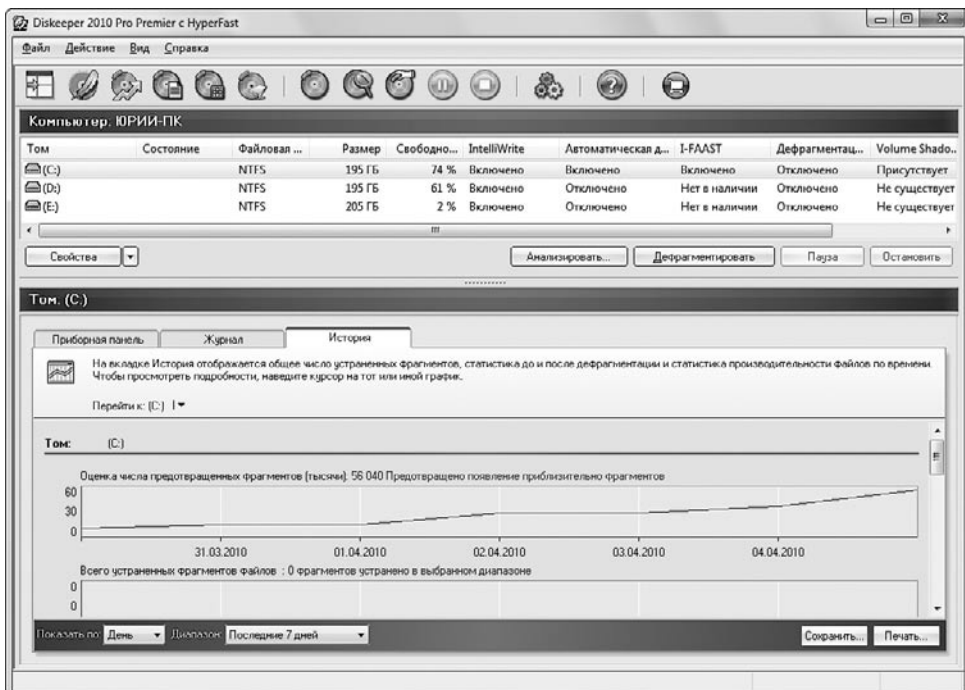 Diskeeper 2010 Pro Premier с HyperFast
Файл Действие Вид Справка
Компьютер: ЮРИЙ-ПК
Том Состояние Файловая ... Размер Свободно... IntelliWrite Автоматическая д... I-FAAST Дефрагментац... Volume Shado..
(C:) NTFS 195 ГБ 74 % Включено Включено Включено Отключено Присутствует
(D:) NTFS 195 ГБ 61 % Включено Отключено Нет в наличии Отключено Не существует
(E:) NTFS 205 ГБ 2 % Включено Отключено Нет в наличии Отключено Не существует
Свойства Анализировать... Дефрагментировать Пауза Остановить
Том. (C:)
Приборная панель Журнал История
На вкладке История отображается общее число устраненных фрагментов, статистика до и после дефрагментации и статистика производительности файлов по времени.
Чтобы просмотреть подробности, наведите курсор на тот или иной график.
Перейти к: (C:)
Том: (C:)
Оценка числа предотвращенных фрагментов (тысячи): 56 040 Предотвращено появление приблизительно фрагментов
60
30
0
31.03.2010 01.04.2010 02.04.2010 03.04.2010 04.04.2010
Всего устраненных фрагментов файлов : 0 фрагментов устранено в выбранном диапазоне
0
0
Показать по: День Диапазон: Последние 7 дней Сохранить... Печать...